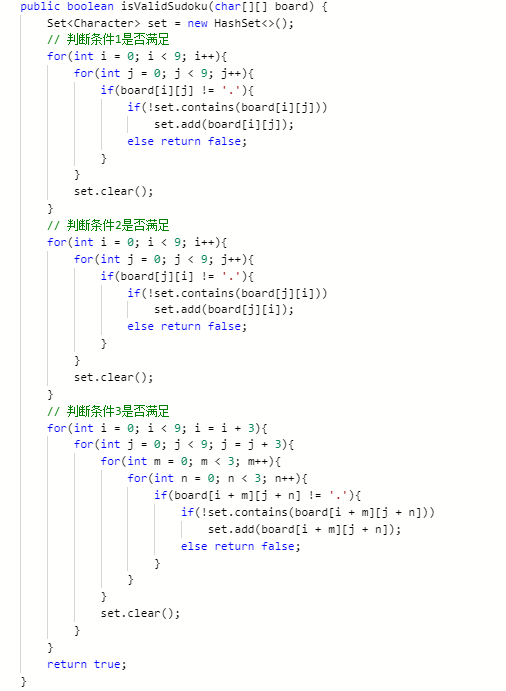 public boolean isValidSudoku(char[][] board) {
    Set<Character> set = new HashSet<>();
    // 判断条件1是否满足
    for(int i = 0; i < 9; i++){
        for(int j = 0; j < 9; j++){
            if(board[i][j] != '.'){
                if(!set.contains(board[i][j]))
                    set.add(board[i][j]);
                else return false;
            }
        }
        set.clear();
    }
    // 判断条件2是否满足
    for(int i = 0; i < 9; i++){
        for(int j = 0; j < 9; j++){
            if(board[j][i] != '.'){
                if(!set.contains(board[j][i]))
                    set.add(board[j][i]);
                else return false;
            }
        }
        set.clear();
    }
    // 判断条件3是否满足
    for(int i = 0; i < 9; i = i + 3){
        for(int j = 0; j < 9; j = j + 3){
            for(int m = 0; m < 3; m++){
                for(int n = 0; n < 3; n++){
                    if(board[i + m][j + n] != '.'){
                        if(!set.contains(board[i + m][j + n]))
                            set.add(board[i + m][j + n]);
                        else return false;
                    }
                }
            }
            set.clear();
        }
    }
    return true;
}